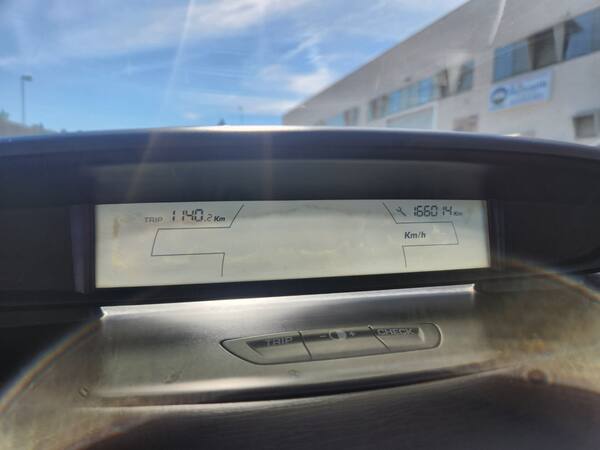 TRIP 1140.2 Km
166014 Km
Km/h
TRIP - + CHECK